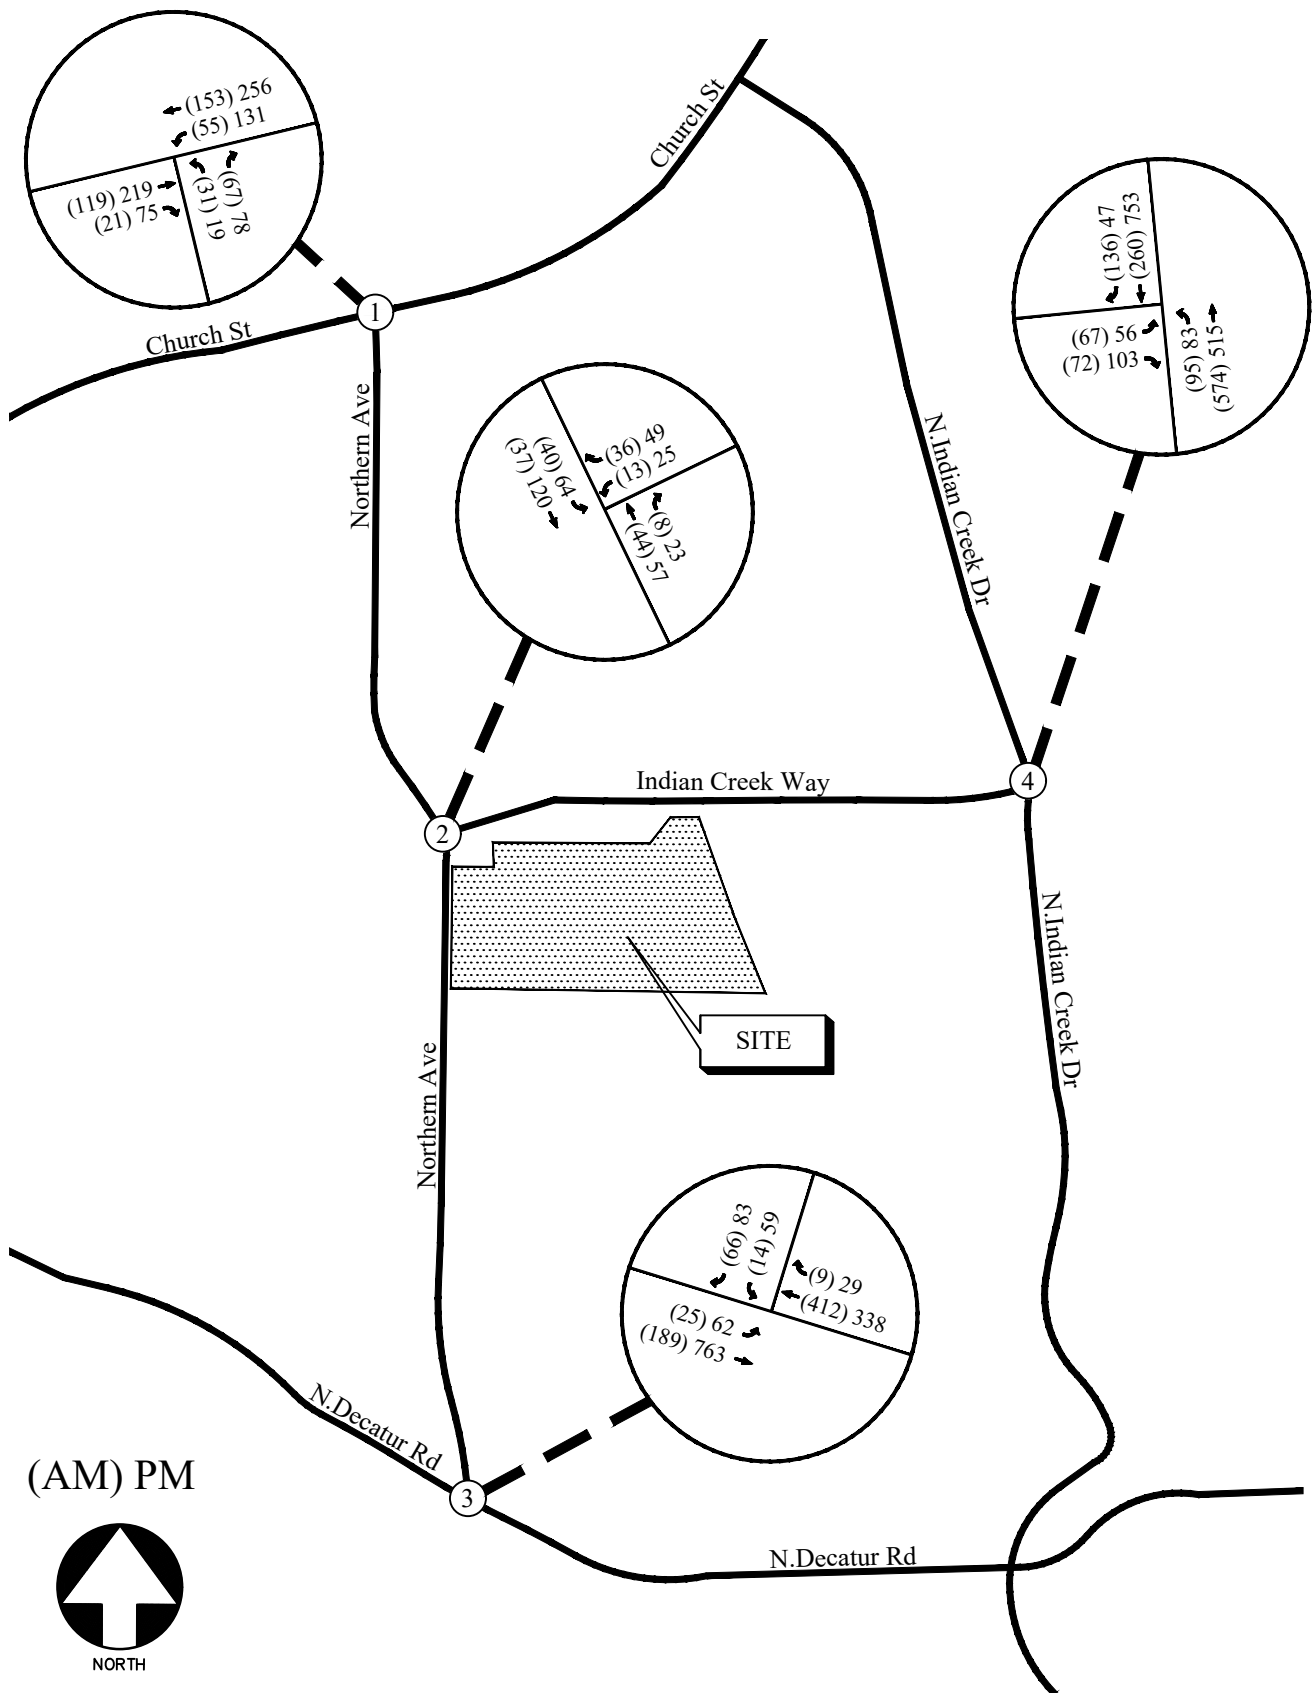 (153) 256
(55) 131
(119) 219
(21) 75
(31) 19
(67) 78
Church St
1
Church St
(136) 47
(260) 753
(67) 56
(72) 103
(95) 83
(574) 515
Northern Ave
(40) 64
(37) 120
(36) 49
(13) 25
(8) 23
(44) 57
N.Indian Creek Dr
Indian Creek Way
4
2
N.Indian Creek Dr
SITE
Northern Ave
(66) 83
(14) 59
(9) 29
(412) 338
(25) 62
(189) 763
N.Decatur Rd
3
N.Decatur Rd
(AM) PM
NORTH